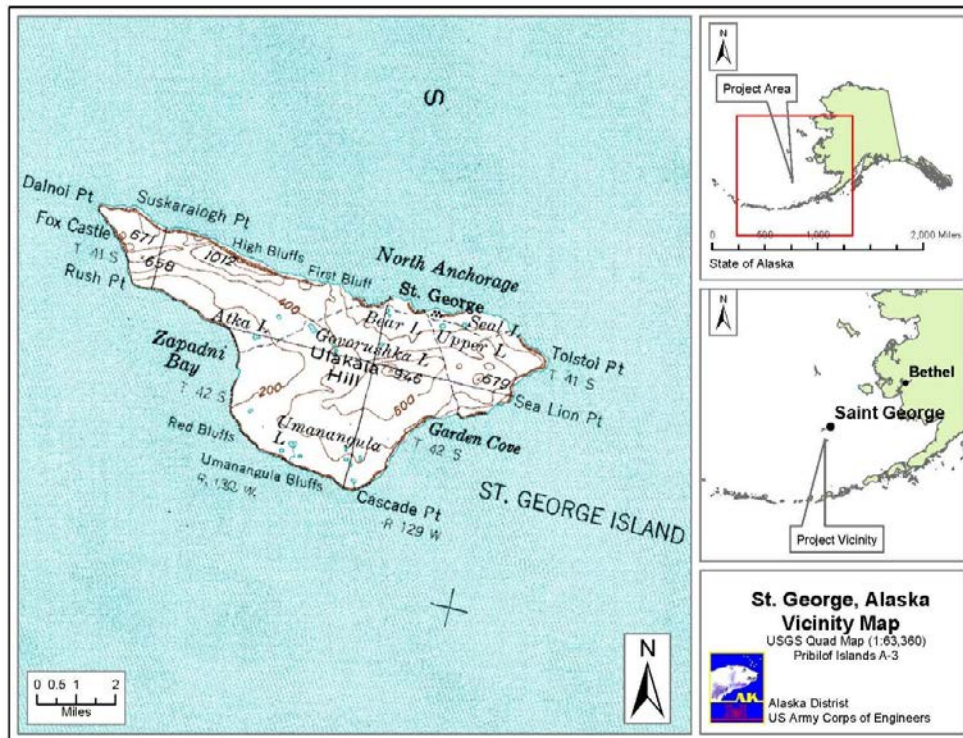 S
Dalnoi Pt
Suskaralogh Pt
Fox Castle
T 41 S
671
658
1012
High Bluffs
First Bluff
North Anchorage
St. George
Rush Pt
400
Atka L
Bear L
Seal L
Upper L
Govorushka L
Ulakaia
Hill
946
679
Tolstoi Pt
T 41 S
Zapadni
Bay
T 42 S
200
600
Sea Lion Pt
Red Bluffs
Umanangula
L
Garden Cove
T 42 S
Umanangula Bluffs
Cascade Pt
R 129 W
ST. GEORGE ISLAND
N
0 0.5 1 2
Miles
N
Project Area
0 500 1,000 2,000 Miles
State of Alaska
N
Bethel
Saint George
Project Vicinity
St. George, Alaska
Vicinity Map
USGS Quad Map (1:63,360)
Pribilof Islands A-3
AK
Alaska District
US Army Corps of Engineers